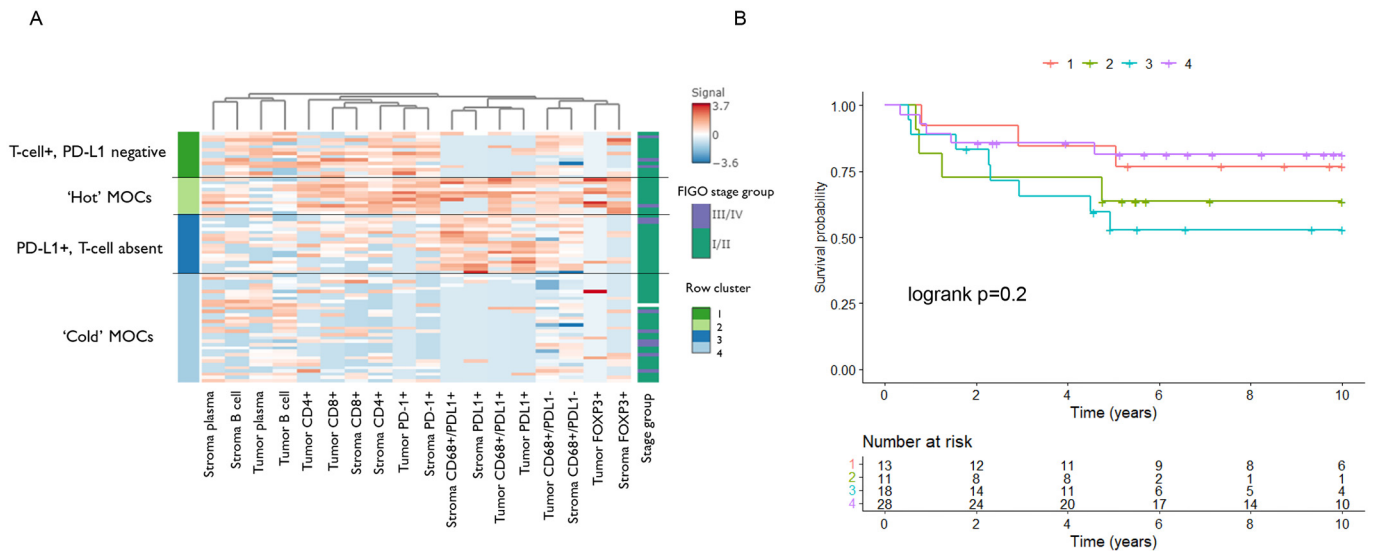 A
B
Signal
3.7
0
−3.6
FIGO stage group
III/IV
I/II
Row cluster
1
2
3
4
T-cell+, PD-L1 negative
‘Hot’ MOCs
PD-L1+, T-cell absent
‘Cold’ MOCs
Stroma plasma
Stroma B cell
Tumor plasma
Tumor B cell
Tumor CD4+
Tumor CD8+
Stroma CD8+
Stroma CD4+
Tumor PD-1+
Stroma PD-1+
Stroma CD68+/PDL1+
Stroma PDL1+
Tumor CD68+/PDL1+
Tumor PDL1+
Tumor CD68+/PDL1-
Stroma CD68+/PDL1-
Tumor FOXP3+
Stroma FOXP3+
Stage group
1 2 3 4
Survival probability
1.00
0.75
0.50
0.25
0.00
logrank p=0.2
0 2 4 6 8 10
Time (years)
Number at risk
1 13 12 11 9 8 6
2 11 8 8 2 1 1
3 18 14 11 6 5 4
4 28 24 20 17 14 10
0 2 4 6 8 10
Time (years)